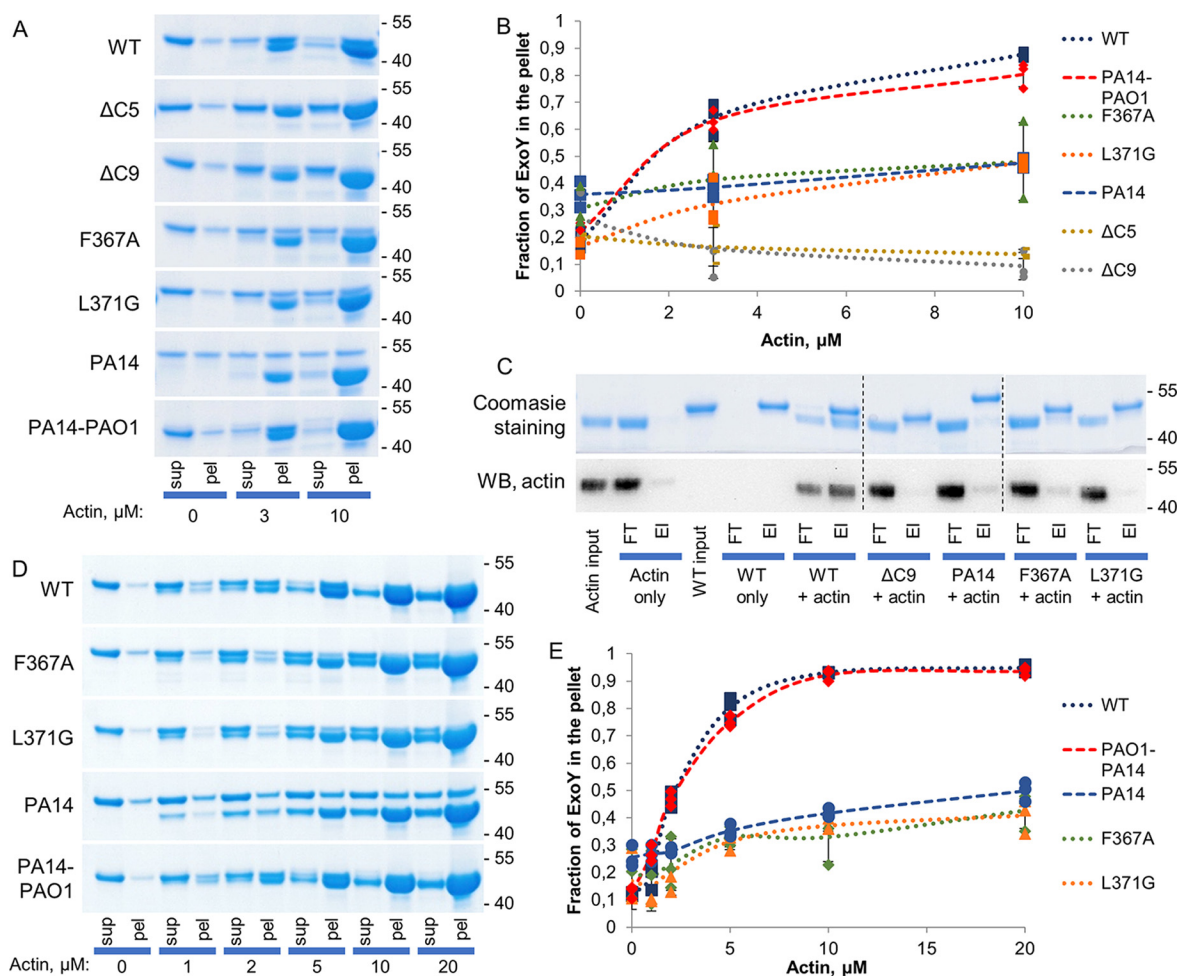 A
WT
- 55
- 40
ΔC5
- 55
- 40
ΔC9
- 55
- 40
F367A
- 55
- 40
L371G
- 55
- 40
PA14
- 55
- 40
PA14-PAO1
- 55
- 40
sup pel sup pel sup pel
Actin, µM: 0 3 10
B
Fraction of ExoY in the pellet
1
0,9
0,8
0,7
0,6
0,5
0,4
0,3
0,2
0,1
0
0 2 4 6 8 10
Actin, µM
WT
PA14-
PAO1
F367A
L371G
PA14
ΔC5
ΔC9
C
Coomasie
staining
- 55
- 40
WB, actin
- 55
- 40
Actin input FT El WT input FT El FT El FT El FT El FT El FT El
Actin only
WT only
WT + actin
ΔC9 + actin
PA14 + actin
F367A + actin
L371G + actin
D
WT
- 55
- 40
F367A
- 55
- 40
L371G
- 55
- 40
PA14
- 55
- 40
PA14-
PAO1
- 55
- 40
sup pel sup pel sup pel sup pel sup pel sup pel
Actin, µM: 0 1 2 5 10 20
E
Fraction of ExoY in the pellet
1
0,9
0,8
0,7
0,6
0,5
0,4
0,3
0,2
0,1
0
0 5 10 15 20
Actin, µM
WT
PAO1-
PA14
PA14
F367A
L371G